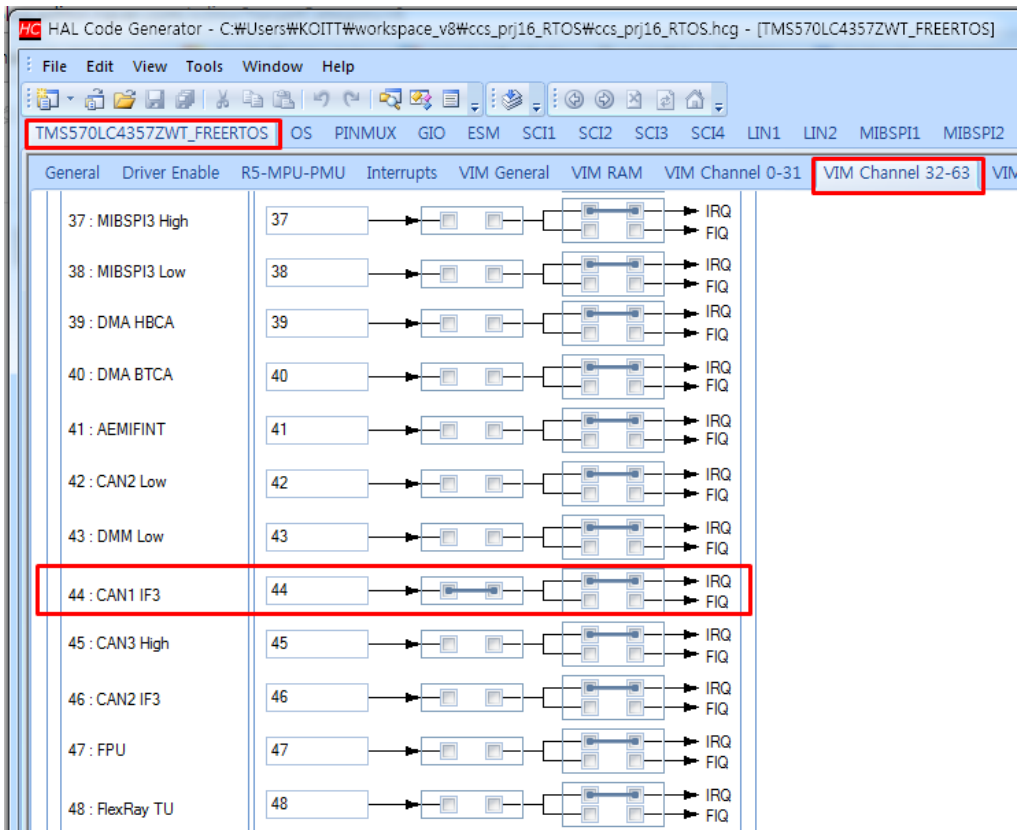 HC HAL Code Generator - C:₩Users₩KOITT₩workspace_v8₩ccs_prj16_RTOS₩ccs_prj16_RTOS.hcg - [TMS570LC4357ZWT_FREERTOS]
File Edit View Tools Window Help
TMS570LC4357ZWT_FREERTOS OS PINMUX GIO ESM SCI1 SCI2 SCI3 SCI4 LIN1 LIN2 MIBSPI1 MIBSPI2
General Driver Enable R5-MPU-PMU Interrupts VIM General VIM RAM VIM Channel 0-31 VIM Channel 32-63 VIM
37 : MIBSPI3 High 37 IRQ
FIQ
38 : MIBSPI3 Low 38 IRQ
FIQ
39 : DMA HBCA 39 IRQ
FIQ
40 : DMA BTCA 40 IRQ
FIQ
41 : AEMIFINT 41 IRQ
FIQ
42 : CAN2 Low 42 IRQ
FIQ
43 : DMM Low 43 IRQ
FIQ
44 : CAN1 IF3 44 IRQ
FIQ
45 : CAN3 High 45 IRQ
FIQ
46 : CAN2 IF3 46 IRQ
FIQ
47 : FPU 47 IRQ
FIQ
48 : FlexRay TU 48 IRQ
FIQ